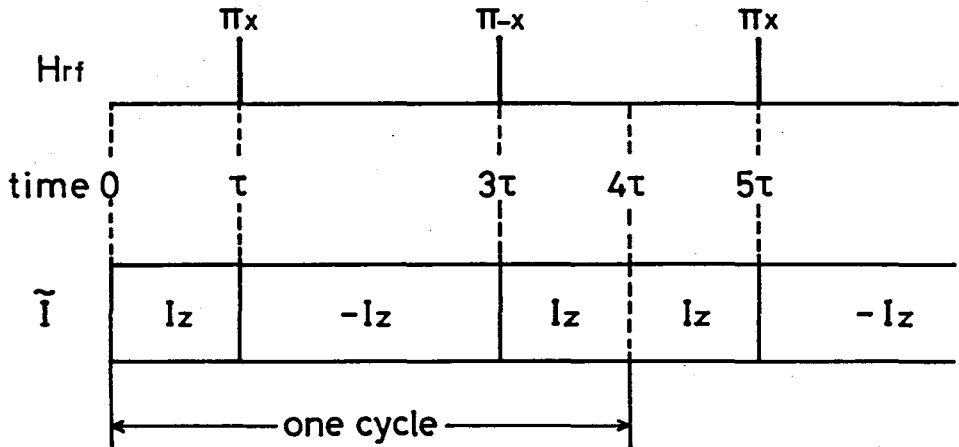 πx π-x πx
Hrf
time 0 τ 3τ 4τ 5τ
Ĩ Iz -Iz Iz Iz -Iz
one cycle